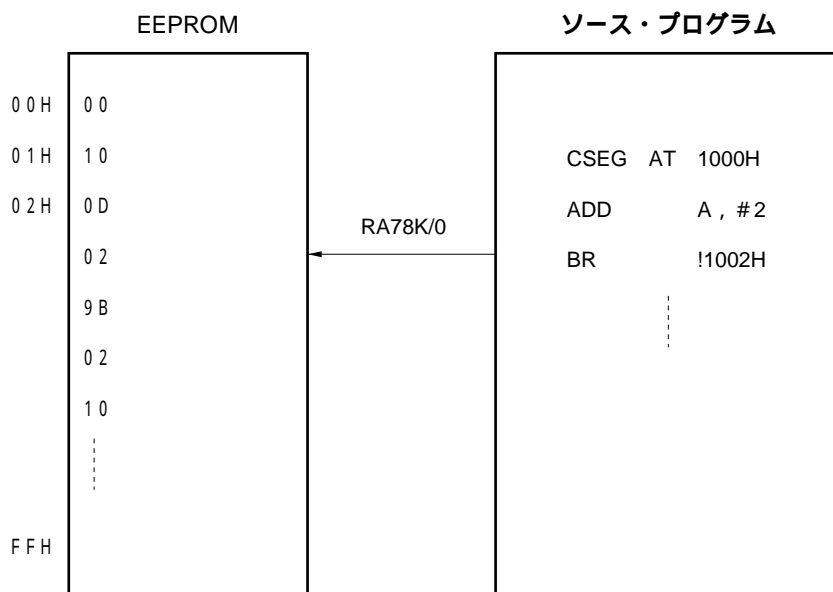 EEPROM
00H 00
01H 10
02H 0D
02
9B
02
10
FFH
RA78K/0
ソース・プログラム
CSEG AT 1000H
ADD A , #2
BR !1002H